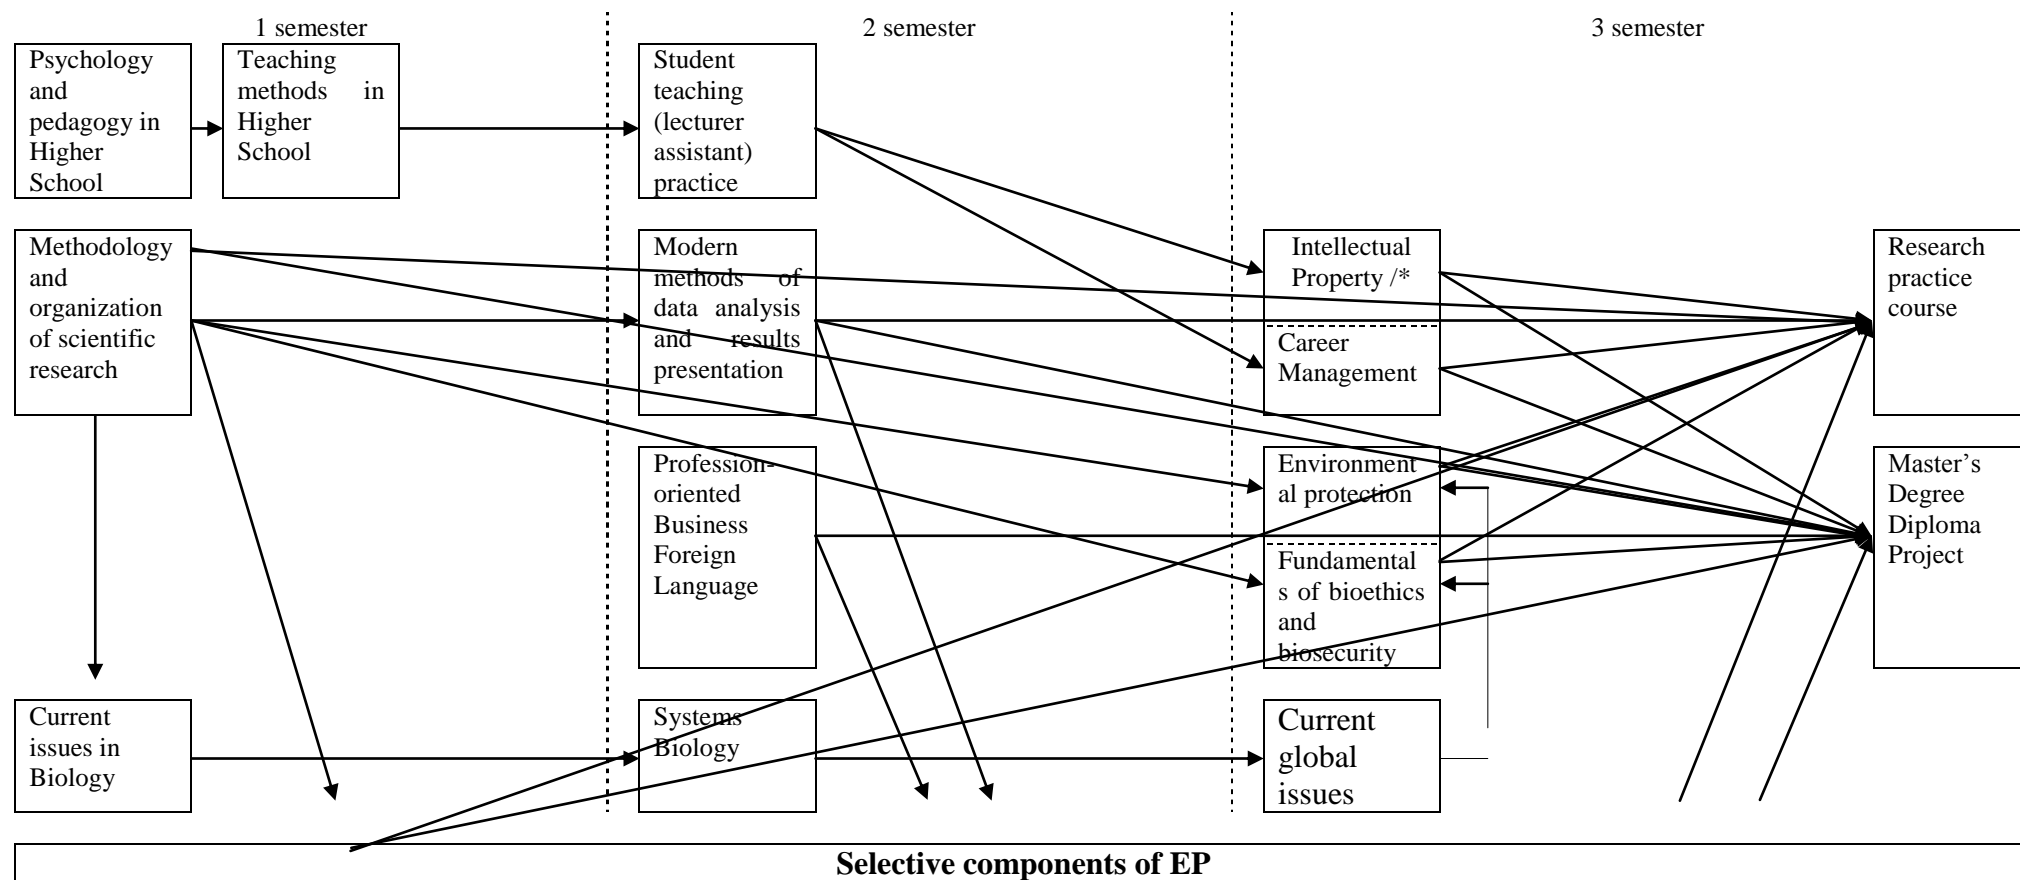 1 semester
2 semester
3 semester
Psychology
and
pedagogy in
Higher
School
Teaching
methods in
Higher
School
Student
teaching
(lecturer
assistant)
practice
Methodology
and
organization
of scientific
research
Modern
methods of
data analysis
and results
presentation
Intellectual
Property /*
Career
Management
Research
practice
course
Profession-
oriented
Business
Foreign
Language
Environment
al protection
Fundamental
s of bioethics
and
biosecurity
Master's
Degree
Diploma
Project
Current
issues in
Biology
Systems
Biology
Current
global
issues
Selective components of EP